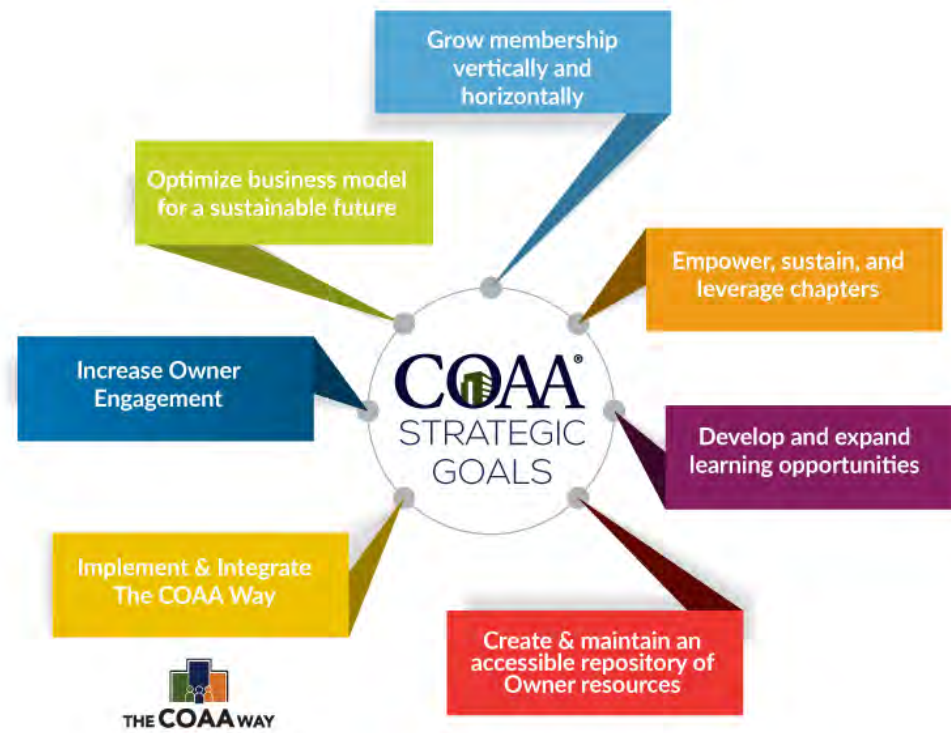 Grow membership
vertically and
horizontally
Optimize business model
for a sustainable future
Empower, sustain, and
leverage chapters
Increase Owner
Engagement
COAA®
STRATEGIC
GOALS
Develop and expand
learning opportunities
Implement & Integrate
The COAA Way
Create & maintain an
accessible repository of
Owner resources
THE COAA WAY